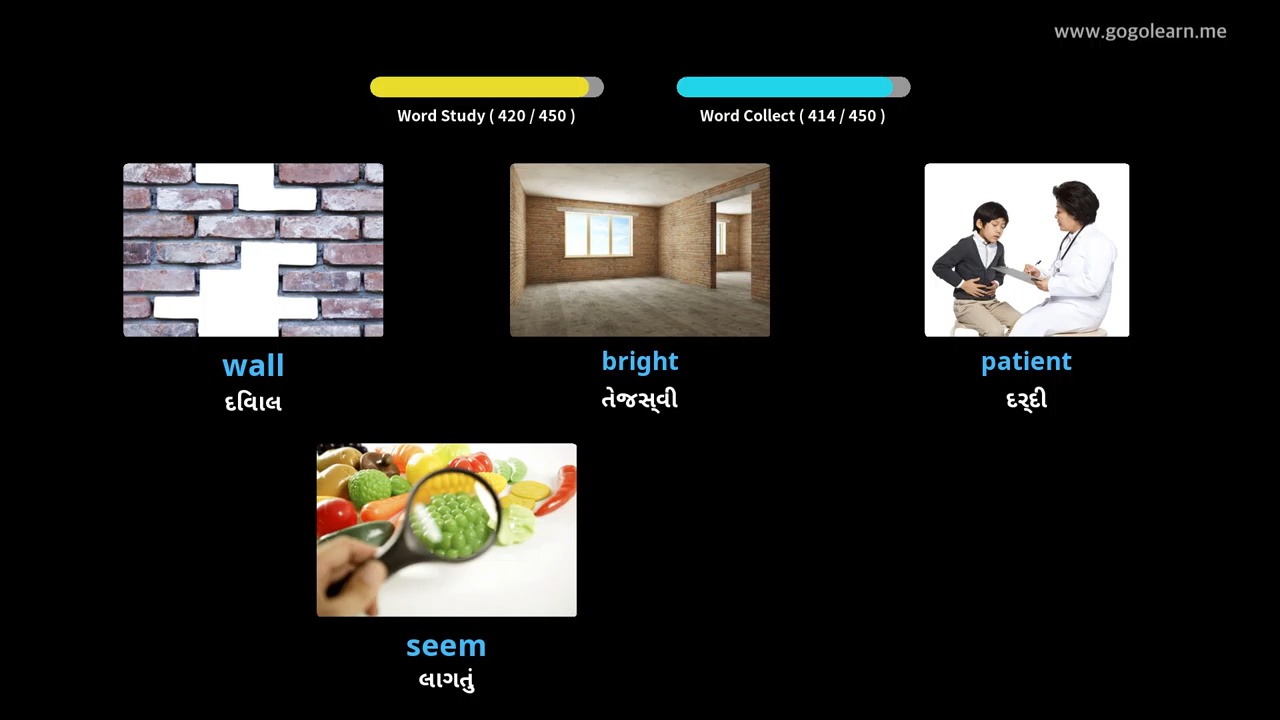 www.gogolearn.me
Word Study ( 420 / 450 )
Word Collect ( 414 / 450 )
wall
દિવાલ
bright
તેજસ્વી
patient
દર્દી
seem
લાગતું